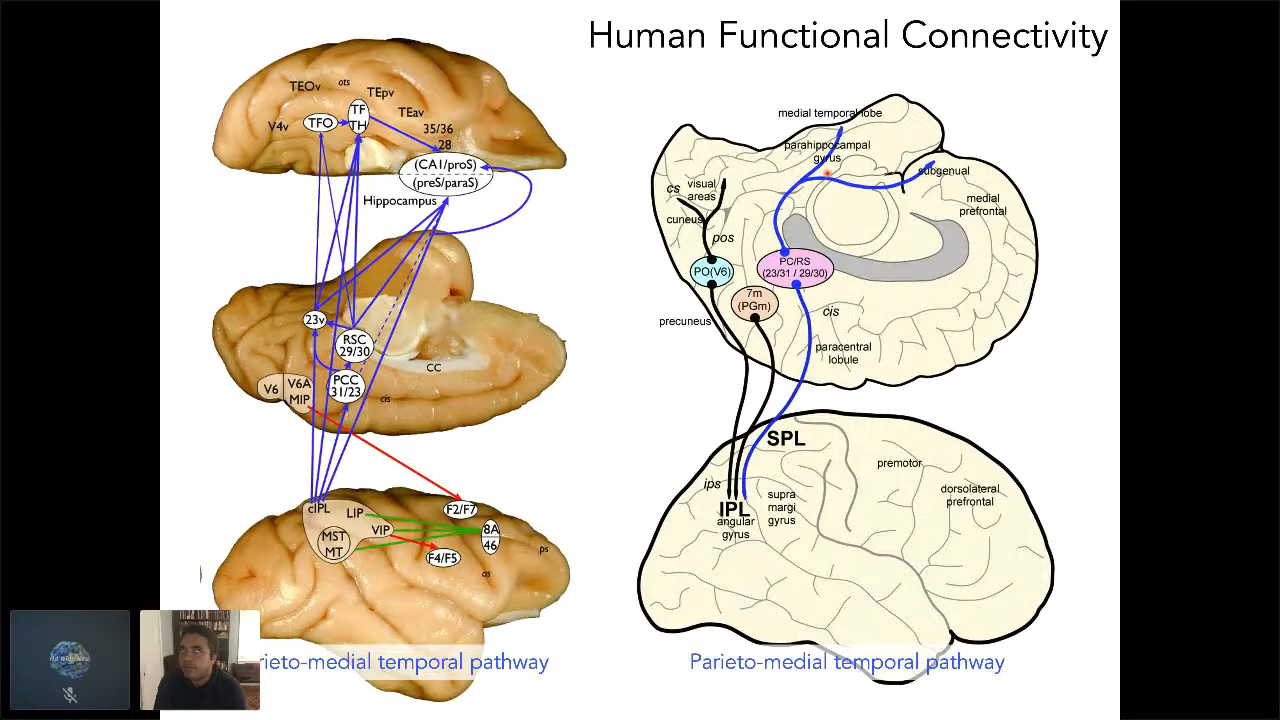 Human Functional Connectivity
TEOv
ots
TEpv
TF
TH
TEav
V4v
TFO
35/36
28
(CA1/proS)
(preS/paraS)
Hippocampus
23v
RSC
29/30
CC
V6
V6A
MIP
PCC
31/23
cis
cIPL
LIP
VIP
MST
MT
F2/F7
8A
46
F4/F5
ps
as
rieto-medial temporal pathway
medial temporal lobe
parahippocampal
gyrus
subgenual
cs
visual
areas
medial
prefrontal
cuneus
pos
PO(V6)
PC/RS
(23/31 / 29/30)
7m
(PGm)
precuneus
cis
paracentral
lobule
SPL
premotor
ips
supra
margi
gyrus
dorsolateral
prefrontal
IPL
angular
gyrus
Parieto-medial temporal pathway